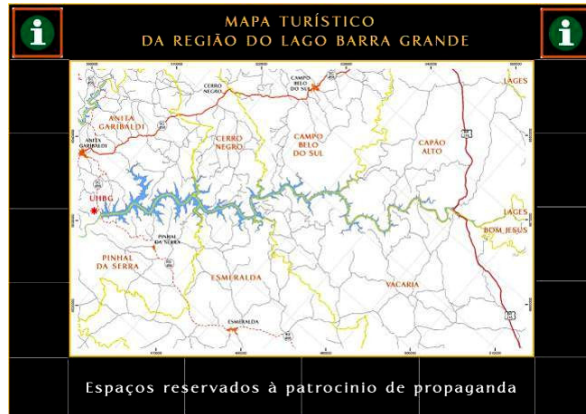 MAPA TURÍSTICO
DA REGIÃO DO LAGO BARRA GRANDE
LAGES
CERRO
NEGRO
CAMPO
BELO
DO SUL
ANITA
GARIBALDI
ANITA
GARIBALDI
CERRO
NEGRO
CAMPO
BELO
DO SUL
CAPÃO
ALTO
UHBG
LAGES
BOM JESUS
PINHAL
DA SERRA
PINHAL
DA SERRA
ESMERALDA
VACARIA
ESMERALDA
Espaços reservados à patrocinio de propaganda